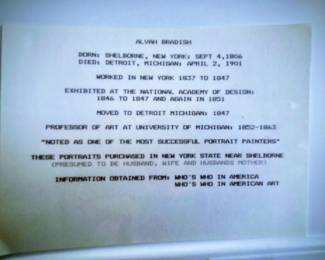 ALVAH BRADISH
BORN: SHELBORNE, NEW YORK: SEPT 4,1806
DIED: DETROIT, MICHIGAN: APRIL 2, 1901
WORKED IN NEW YORK 1837 TO 1847
EXHIBITED AT THE NATIONAL ACADEMY OF DESIGN:
1846 TO 1847 AND AGAIN IN 1851
MOVED TO DETROIT MICHIGAN: 1847
PROFESSOR OF ART AT UNIVERSITY OF MICHIGAN: 1852-1863
"NOTED AS ONE OF THE MOST SUCCESSFUL PORTRAIT PAINTERS"
THESE PORTRAITS PURCHASED IN NEW YORK STATE NEAR SHELBORNE
(PRESUMED TO BE HUSBAND, WIFE AND HUSBANDS MOTHER)
INFORMATION OBTAINED FROM: WHO'S WHO IN AMERICA
WHO'S WHO IN AMERICAN ART